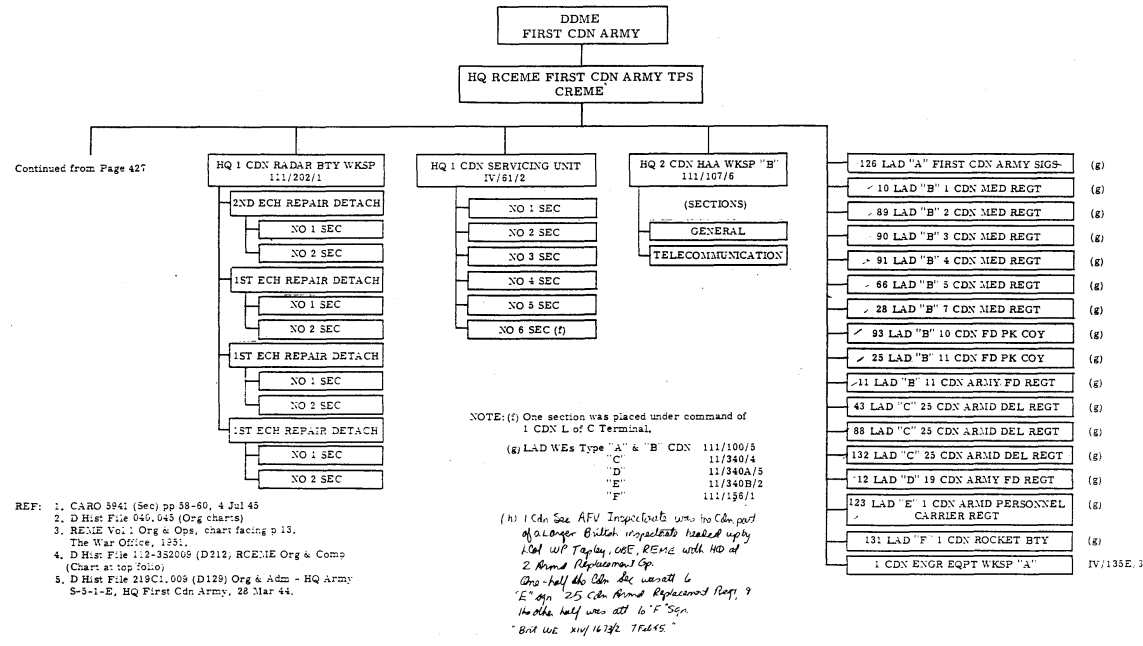 DDME
FIRST CDN ARMY
HQ RCEME FIRST CDN ARMY TPS
CREME
Continued from Page 427
HQ 1 CDN RADAR BTY WKSP
111/202/1
2ND ECH REPAIR DETACH
NO 1 SEC
NO 2 SEC
1ST ECH REPAIR DETACH
NO 1 SEC
NO 2 SEC
1ST ECH REPAIR DETACH
NO 1 SEC
NO 2 SEC
1ST ECH REPAIR DETACH
NO 1 SEC
NO 2 SEC
HQ 1 CDN SERVICING UNIT
IV/61/2
NO 1 SEC
NO 2 SEC
NO 3 SEC
NO 4 SEC
NO 5 SEC
NO 6 SEC (f)
HQ 2 CDN HAA WKSP "B"
111/107/6
(SECTIONS)
GENERAL
TELECOMMUNICATION
126 LAD "A" FIRST CDN ARMY SIGS (g)
10 LAD "B" 1 CDN MED REGT (g)
89 LAD "B" 2 CDN MED REGT (g)
90 LAD "B" 3 CDN MED REGT (g)
91 LAD "B" 4 CDN MED REGT (g)
66 LAD "B" 5 CDN MED REGT (g)
28 LAD "B" 7 CDN MED REGT (g)
93 LAD "B" 10 CDN FD PK COY (g)
25 LAD "B" 11 CDN FD PK COY (g)
11 LAD "B" 11 CDN ARMY FD REGT (g)
43 LAD "C" 25 CDN ARMD DEL REGT (g)
88 LAD "C" 25 CDN ARMD DEL REGT (g)
132 LAD "C" 25 CDN ARMD DEL REGT (g)
12 LAD "D" 19 CDN ARMY FD REGT (g)
123 LAD "E" 1 CDN ARMD PERSONNEL
CARRIER REGT (g)
131 LAD "F" 1 CDN ROCKET BTY (g)
1 CDN ENGR EQPT WKSP "A" IV/135E/3
NOTE: (f) One section was placed under command of
1 CDN L of C Terminal.
(g) LAD WEs Type "A" & "B" CDN 111/100/5
"C" 11/340/4
"D" 11/340A/5
"E" 11/340B/2
"F" 111/156/1
(h) 1 Cdn Sec AFV Inspectorate was the Cdn part
of a larger British inspectorate headed up by
LCol WP Tapley, OBE, REME with HQ at
2 Armd Replacement Gp.
One-half the Cdn Sec was att to
"E" sqn 25 Cdn Armd Replacement Regt, &
the other half was att to "F" Sqn.
"Brit WE XIV/1673/2 7 Feb 45."
REF: 1. CARO 5941 (Sec) pp 58-60, 4 Jul 45
2. D Hist File 040.045 (Org charts)
3. REME Vol 1 Org & Ops, chart facing p 13.
The War Office, 1951.
4. D Hist File 112-3S2009 (D212) RCEME Org & Comp
(Chart at top folio)
5. D Hist File 219C1.009 (D129) Org & Adm - HQ Army
S-5-1-E, HQ First Cdn Army, 28 Mar 44.